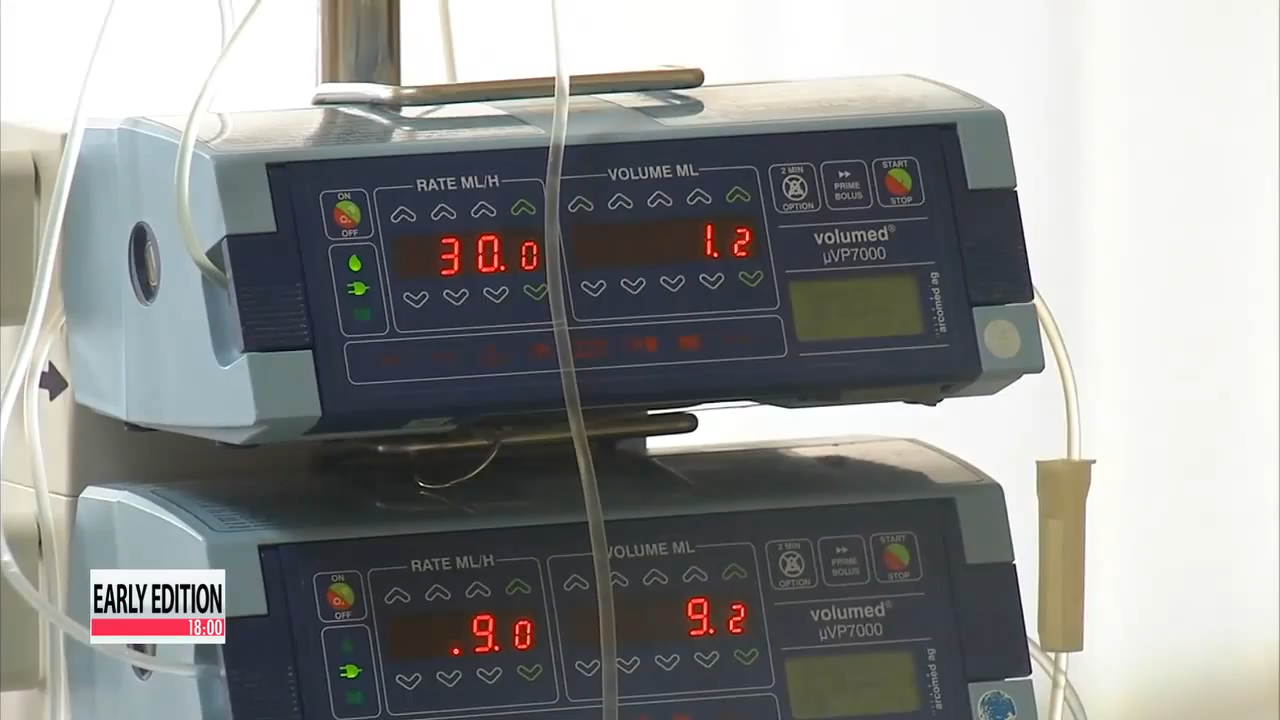 RATE ML/H
VOLUME ML
ON
OFF
30.0
1.2
2 MIN
OPTION
PRIME
BOLUS
START
STOP
volumed®
µVP7000
arcomed ag
RATE ML/H
VOLUME ML
ON
OFF
.9.0
9.2
2 MIN
OPTION
PRIME
BOLUS
START
STOP
volumed®
µVP7000
arcomed ag
EARLY EDITION
18:00